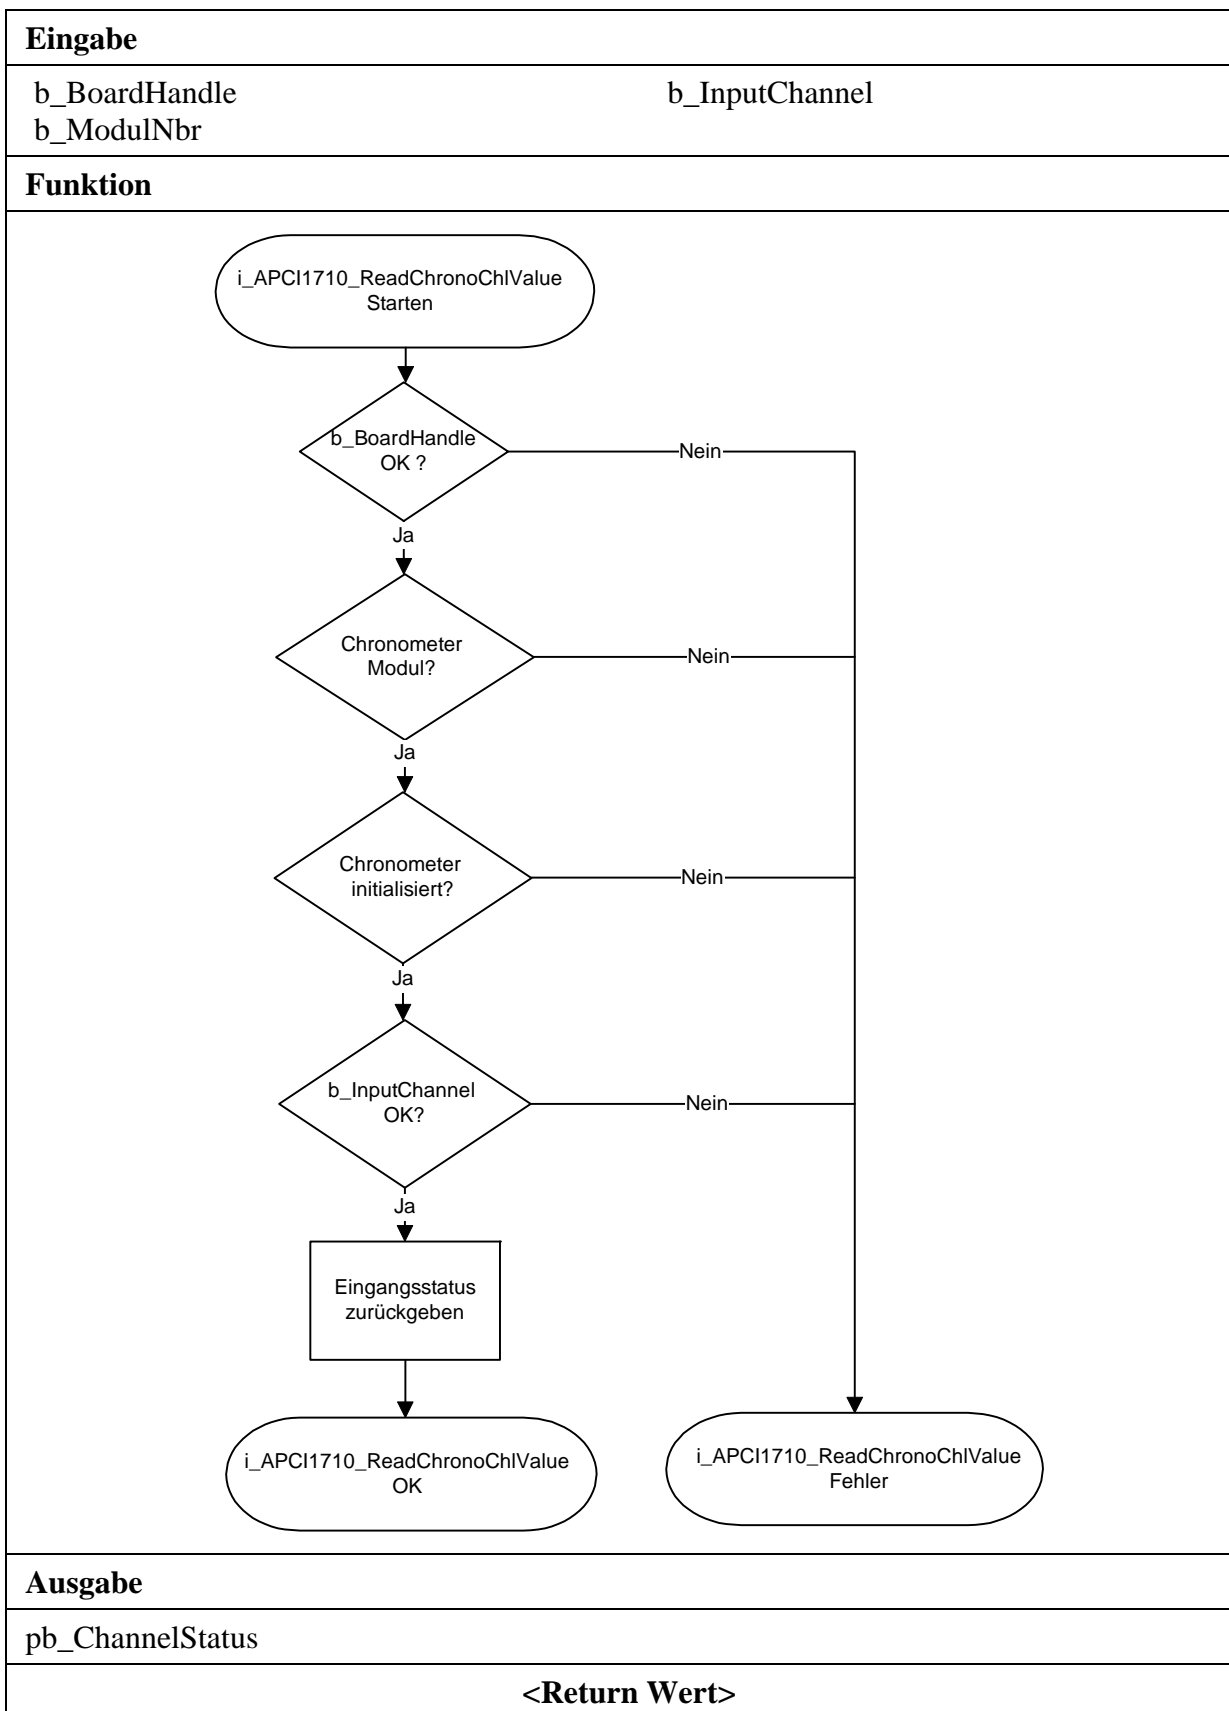 Eingabe
b_BoardHandle b_InputChannel
b_ModulNbr
Funktion
i_APCI1710_ReadChronoChlValue
Starten
b_BoardHandle
OK ?
Nein
Ja
Chronometer
Modul?
Nein
Ja
Chronometer
initialisiert?
Nein
Ja
b_InputChannel
OK?
Nein
Ja
Eingangsstatus
zurückgeben
i_APCI1710_ReadChronoChlValue
OK
i_APCI1710_ReadChronoChlValue
Fehler
Ausgabe
pb_ChannelStatus
<Return Wert>